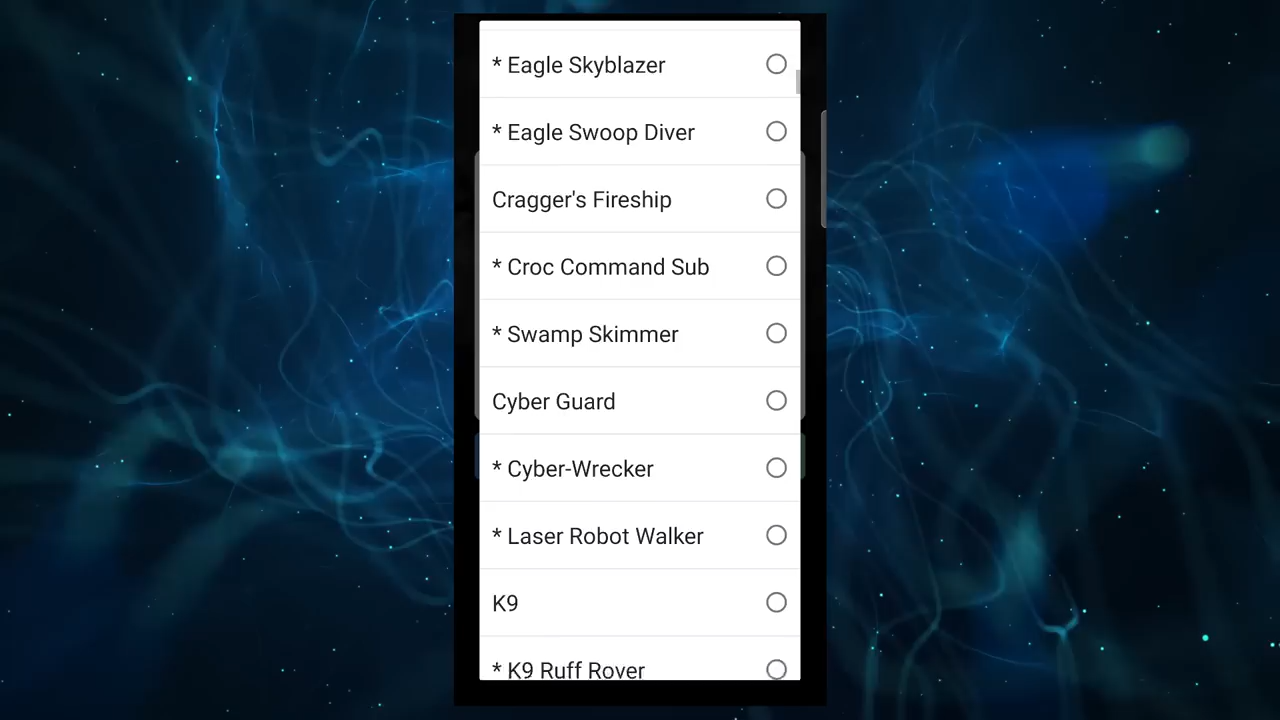 * Eagle Skyblazer
* Eagle Swoop Diver
Cragger's Fireship
* Croc Command Sub
* Swamp Skimmer
Cyber Guard
* Cyber-Wrecker
* Laser Robot Walker
K9
* K9 Ruff Rover